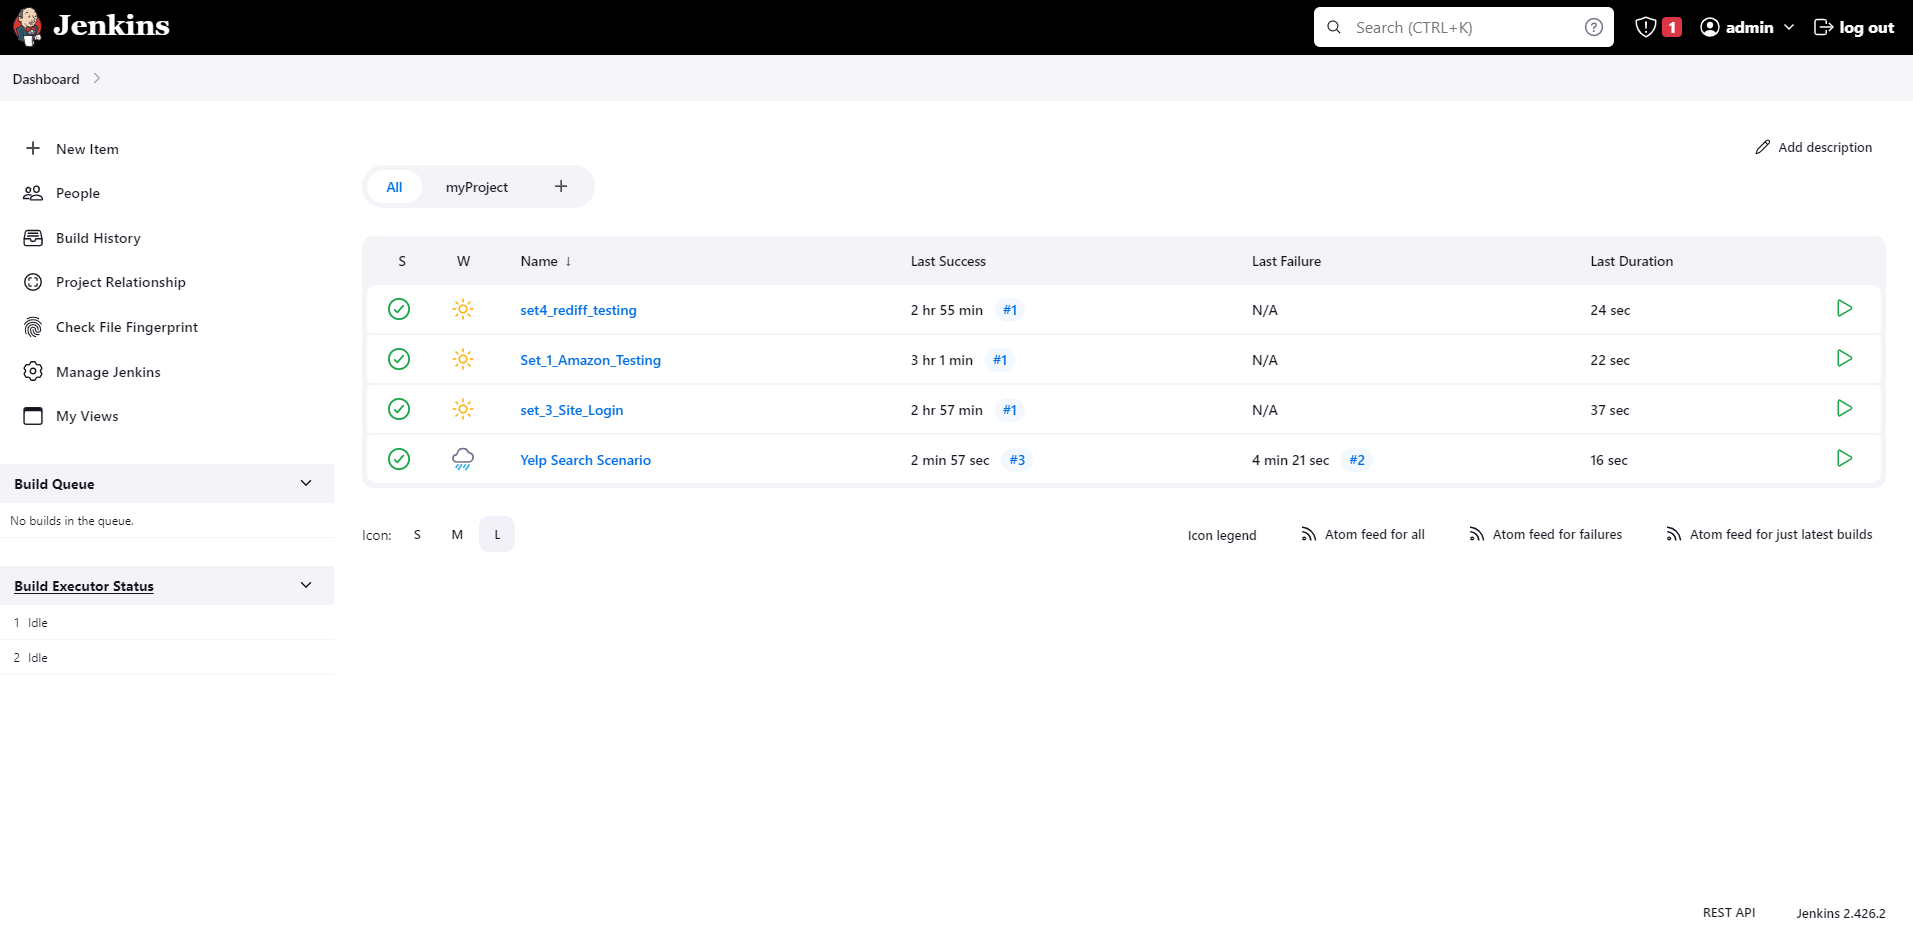 Jenkins
Search (CTRL+K)
1
admin
log out
Dashboard
New Item
People
Build History
Project Relationship
Check File Fingerprint
Manage Jenkins
My Views
Build Queue
No builds in the queue.
Build Executor Status
1 Idle
2 Idle
Add description
All myProject +
S W Name ↓ Last Success Last Failure Last Duration
set4_rediff_testing 2 hr 55 min #1 N/A 24 sec
Set_1_Amazon_Testing 3 hr 1 min #1 N/A 22 sec
set_3_Site_Login 2 hr 57 min #1 N/A 37 sec
Yelp Search Scenario 2 min 57 sec #3 4 min 21 sec #2 16 sec
Icon: S M L
Icon legend Atom feed for all Atom feed for failures Atom feed for just latest builds
REST API Jenkins 2.426.2